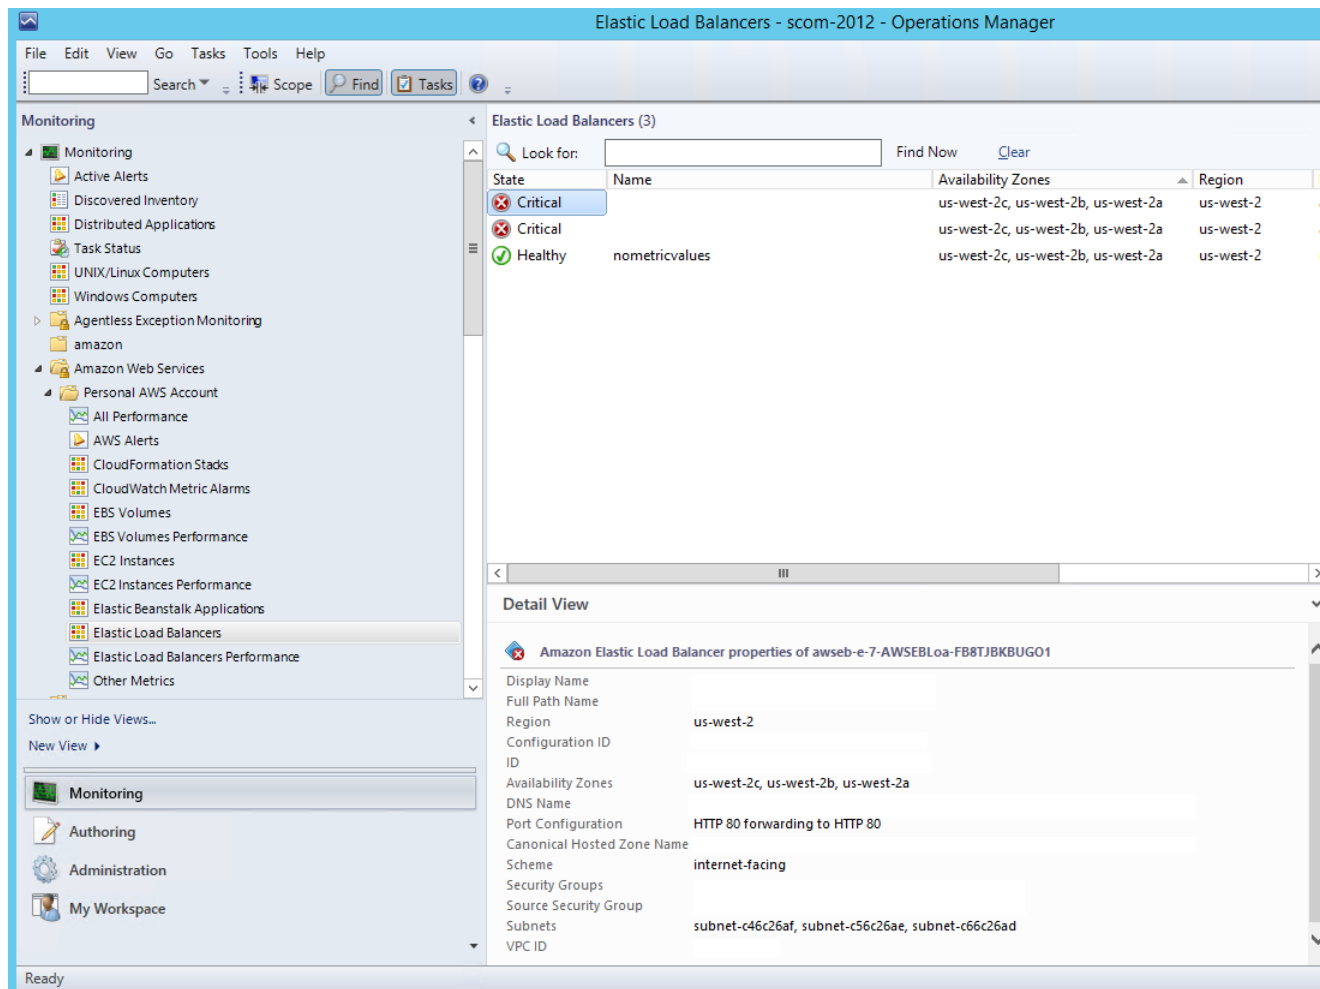 Elastic Load Balancers - scom-2012 - Operations Manager
File Edit View Go Tasks Tools Help
Search Scope Find Tasks
Monitoring
Monitoring
Active Alerts
Discovered Inventory
Distributed Applications
Task Status
UNIX/Linux Computers
Windows Computers
Agentless Exception Monitoring
amazon
Amazon Web Services
Personal AWS Account
All Performance
AWS Alerts
CloudFormation Stacks
CloudWatch Metric Alarms
EBS Volumes
EBS Volumes Performance
EC2 Instances
EC2 Instances Performance
Elastic Beanstalk Applications
Elastic Load Balancers
Elastic Load Balancers Performance
Other Metrics
Show or Hide Views...
New View
Monitoring
Authoring
Administration
My Workspace
Elastic Load Balancers (3)
Look for: Find Now Clear
State Name Availability Zones Region
Critical us-west-2c, us-west-2b, us-west-2a us-west-2
Critical us-west-2c, us-west-2b, us-west-2a us-west-2
Healthy nometricvalues us-west-2c, us-west-2b, us-west-2a us-west-2
Detail View
Amazon Elastic Load Balancer properties of awseb-e-7-AWSEBLoa-FB8TJBKBUGO1
Display Name
Full Path Name
Region us-west-2
Configuration ID
ID
Availability Zones us-west-2c, us-west-2b, us-west-2a
DNS Name
Port Configuration HTTP 80 forwarding to HTTP 80
Canonical Hosted Zone Name
Scheme internet-facing
Security Groups
Source Security Group
Subnets subnet-c46c26af, subnet-c56c26ae, subnet-c66c26ad
VPC ID
Ready